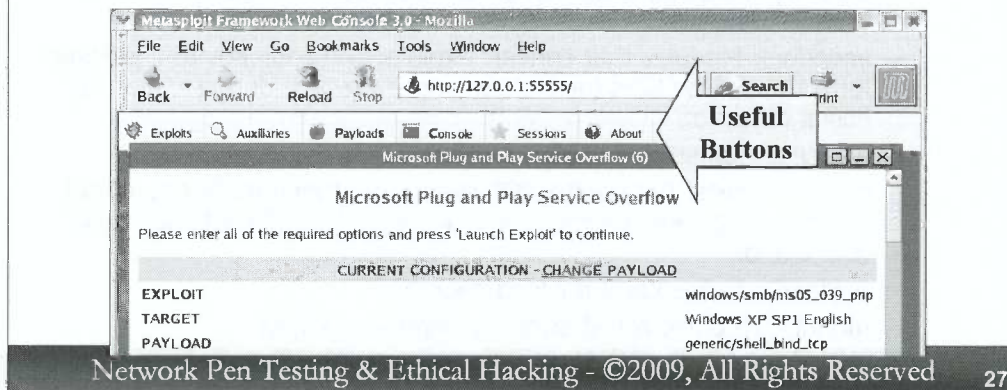 Metasploit Framework Web Console 3.0 - Mozilla
File Edit View Go Bookmarks Tools Window Help
Back Forward Reload Stop http://127.0.0.1:55555/ Search
Useful Buttons
Exploits Auxiliaries Payloads Console Sessions About
Microsoft Plug and Play Service Overflow (6)
Microsoft Plug and Play Service Overflow
Please enter all of the required options and press 'Launch Exploit' to continue.
CURRENT CONFIGURATION - CHANGE PAYLOAD
EXPLOIT windows/smb/ms05_039_pnp
TARGET Windows XP SP1 English
PAYLOAD generic/shell_bind_tcp
Network Pen Testing & Ethical Hacking - ©2009, All Rights Reserved